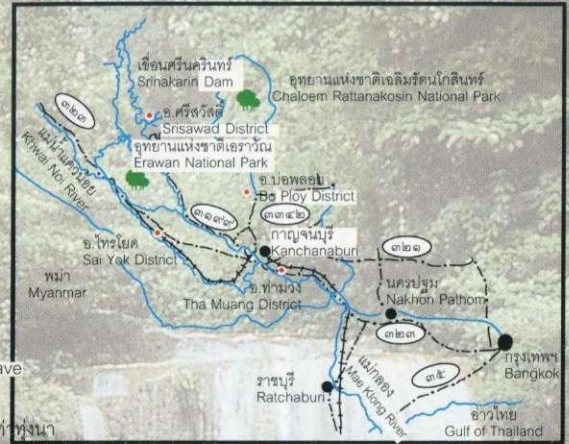 เขื่อนศรีนครินทร์
Srinakarin Dam
อุทยานแห่งชาติเฉลิมรัตนโกสินทร์
Chaloem Rattanakosin National Park
๓๒๓
อ.ศรีสวัสดิ์
Srisawad District
แม่น้ำแควน้อย
Khwai Noi River
อุทยานแห่งชาติเอราวัณ
Erawan National Park
อ.บ่อพลอย
Bo Ploy District
๓๑๙๙
๓๓๔๒
กาญจนบุรี
Kanchanaburi
๓๒๑
อ.ไทรโยค
Sai Yok District
พม่า
Myanmar
อ.ท่าม่วง
Tha Muang District
นครปฐม
Nakhon Pathom
๓๒๓
กรุงเทพฯ
Bangkok
ave
ราชบุรี
Ratchaburi
แม่กลอง
Mae Klong River
๓๕
อ่าวไทย
Gulf of Thailand
ท่าทุ่งนา